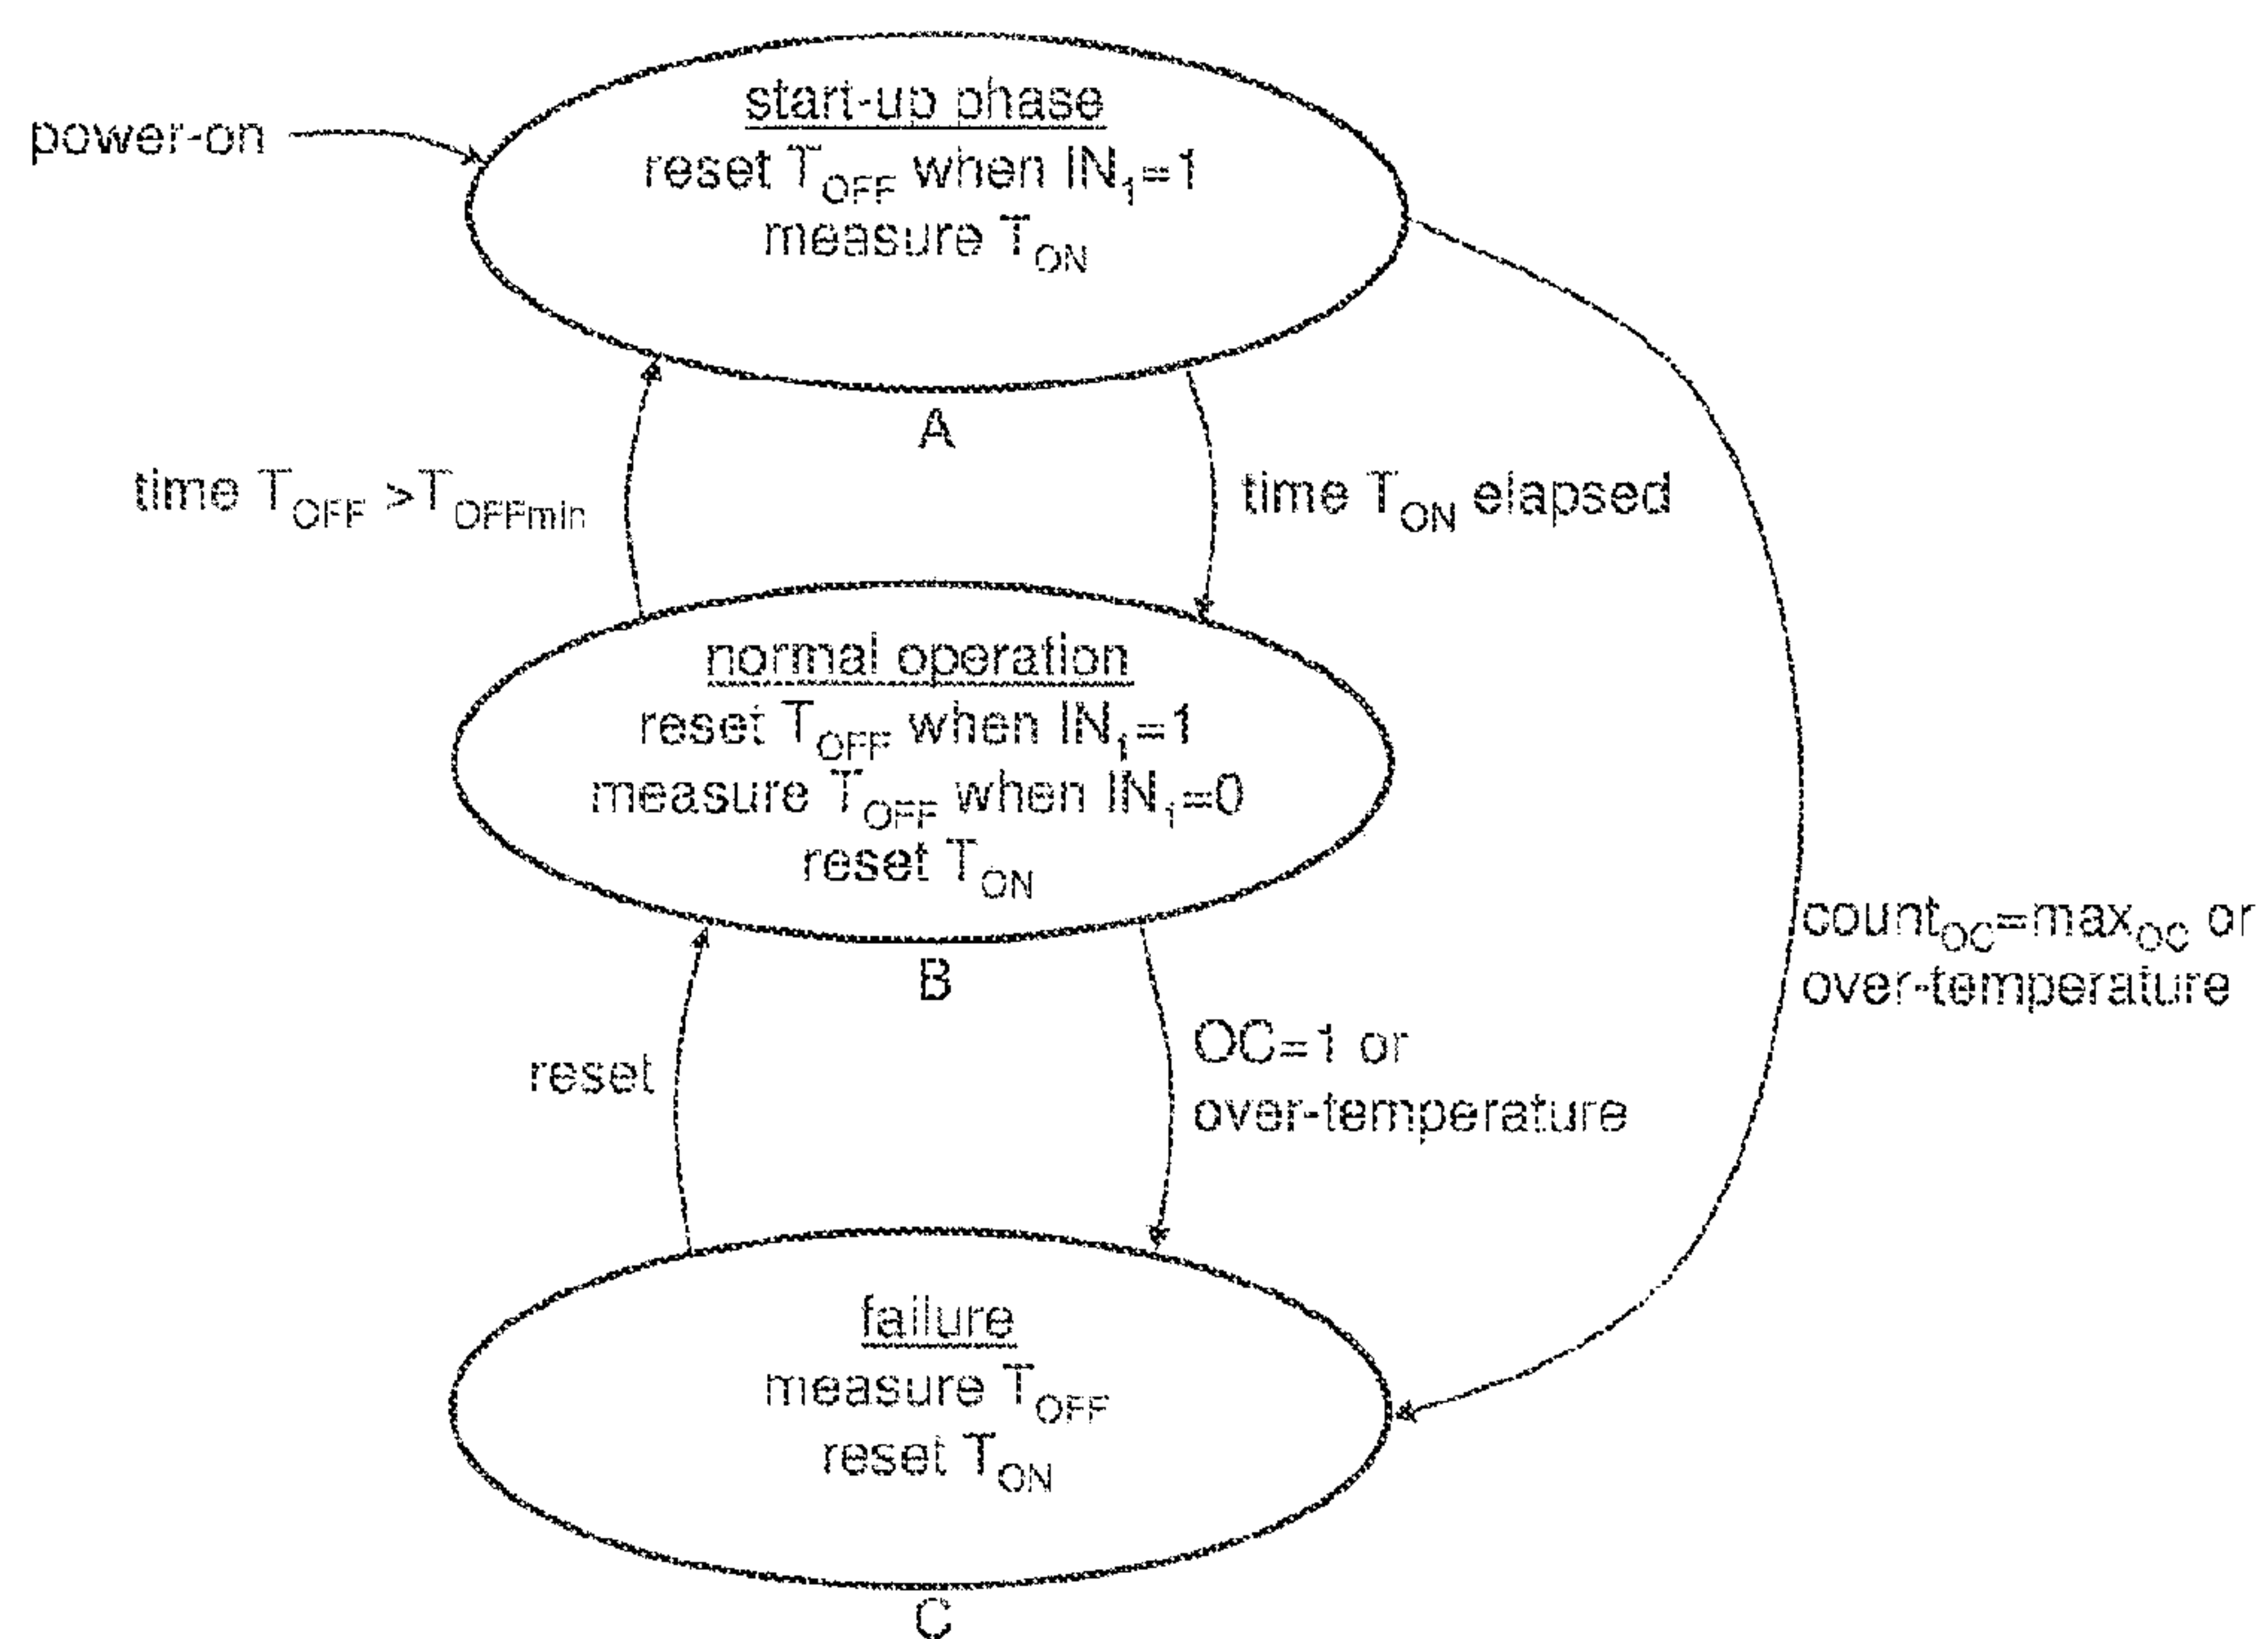 power-on
start-up phase
reset T_OFF when IN_1=1
measure T_ON
A
time T_OFF >T_OFFmin
time T_ON elapsed
normal operation
reset T_OFF when IN_1=1
measure T_OFF when IN_1=0
reset T_ON
B
count_OC=max_OC or
over-temperature
reset
OC=1 or
over-temperature
failure
measure T_OFF
reset T_ON
C